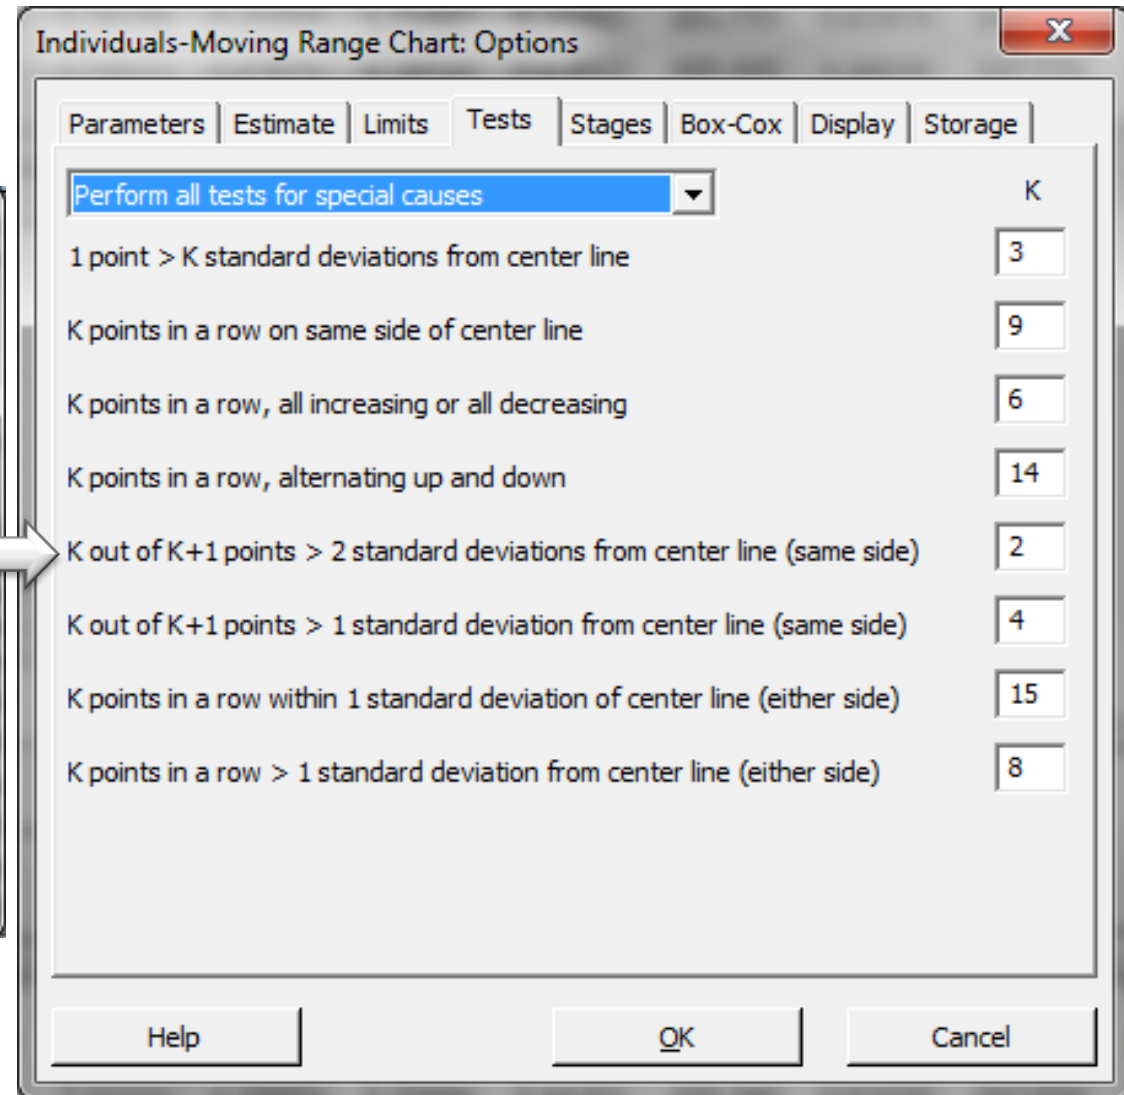 Individuals-Moving Range Chart: Options
Parameters Estimate Limits Tests Stages Box-Cox Display Storage
Perform all tests for special causes K
1 point > K standard deviations from center line 3
K points in a row on same side of center line 9
K points in a row, all increasing or all decreasing 6
K points in a row, alternating up and down 14
K out of K+1 points > 2 standard deviations from center line (same side) 2
K out of K+1 points > 1 standard deviation from center line (same side) 4
K points in a row within 1 standard deviation of center line (either side) 15
K points in a row > 1 standard deviation from center line (either side) 8
Help OK Cancel